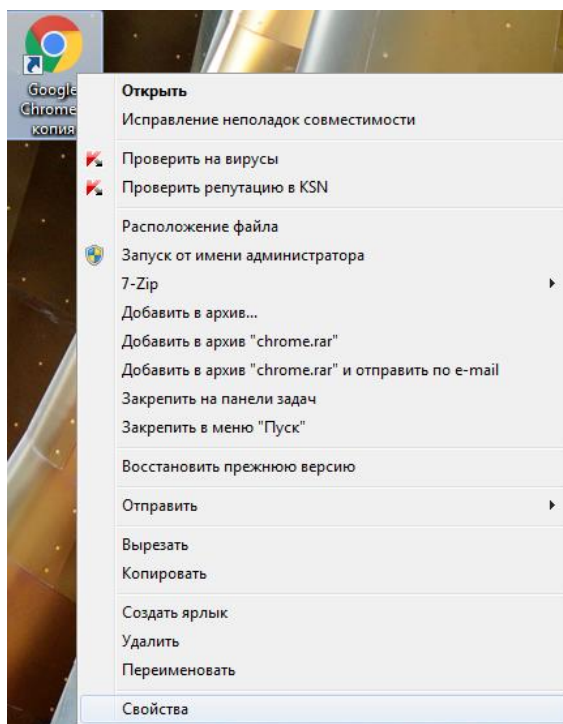 Google
Chrome
копия
Открыть
Исправление неполадок совместимости
Проверить на вирусы
Проверить репутацию в KSN
Расположение файла
Запуск от имени администратора
7-Zip
Добавить в архив...
Добавить в архив "chrome.rar"
Добавить в архив "chrome.rar" и отправить по e-mail
Закрепить на панели задач
Закрепить в меню "Пуск"
Восстановить прежнюю версию
Отправить
Вырезать
Копировать
Создать ярлык
Удалить
Переименовать
Свойства